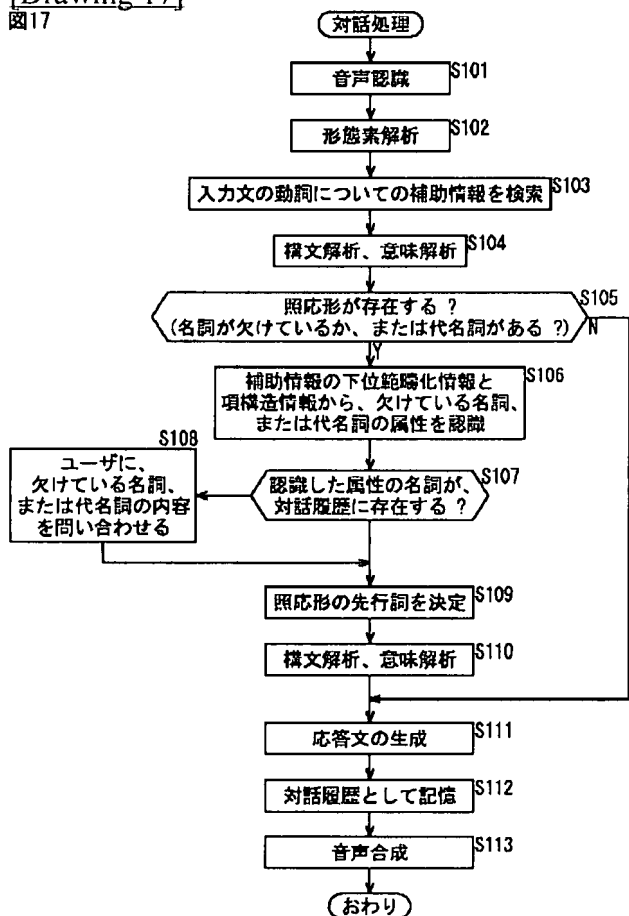 [Drawing 17]
図17
対話処理
音声認識
S101
形態素解析
S102
入力文の動詞についての補助情報を検索
S103
構文解析、意味解析
S104
照応形が存在する ?
(名詞が欠けているか、または代名詞がある ?)
S105
N
Y
補助情報の下位範疇化情報と
項構造情報から、欠けている名詞、
または代名詞の属性を認識
S106
S108
ユーザに、
欠けている名詞、
または代名詞の内容
を問い合わせる
認識した属性の名詞が、
対話履歴に存在する ?
S107
照応形の先行詞を決定
S109
構文解析、意味解析
S110
応答文の生成
S111
対話履歴として記憶
S112
音声合成
S113
おわり